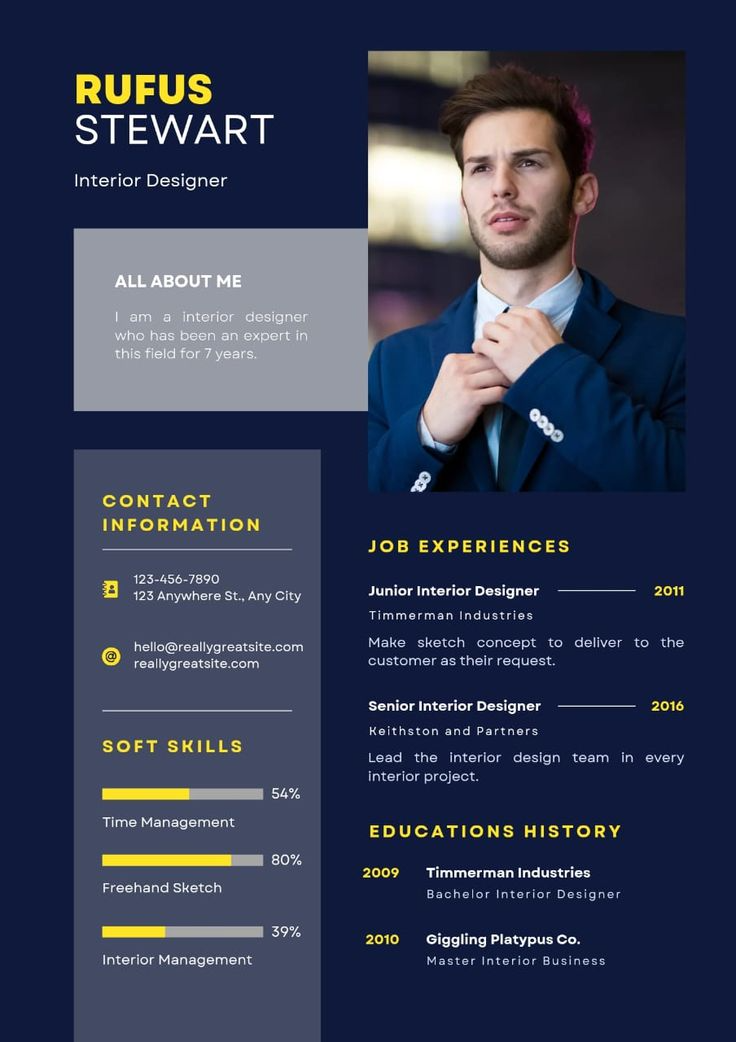 RUFUS
STEWART
Interior Designer
ALL ABOUT ME
I am a interior designer
who has been an expert in
this field for 7 years.
CONTACT
INFORMATION
123-456-7890
123 Anywhere St., Any City
hello@reallygreatsite.com
reallygreatsite.com
SOFT SKILLS
54%
Time Management
80%
Freehand Sketch
39%
Interior Management
JOB EXPERIENCES
Junior Interior Designer 2011
Timmerman Industries
Make sketch concept to deliver to the
customer as their request.
Senior Interior Designer 2016
Keithston and Partners
Lead the interior design team in every
interior project.
EDUCATIONS HISTORY
2009 Timmerman Industries
Bachelor Interior Designer
2010 Giggling Platypus Co.
Master Interior Business